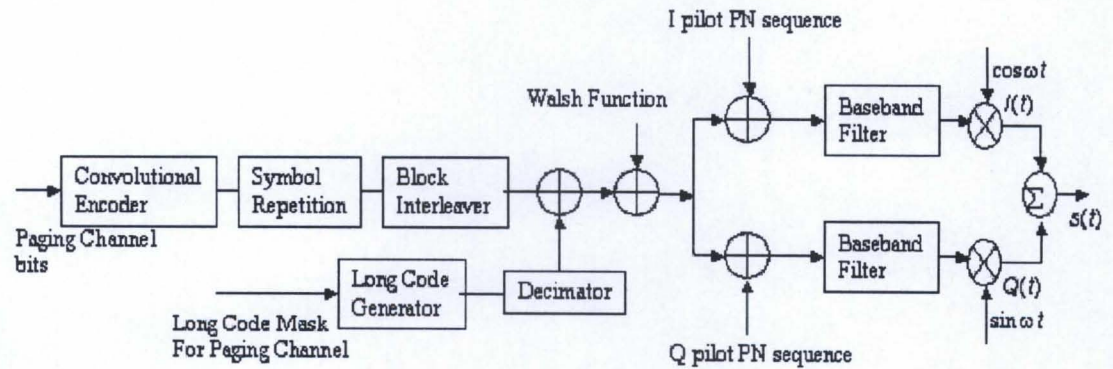 I pilot PN sequence
cosωt
Walsh Function
Baseband
Filter
I(t)
Convolutional
Encoder
Symbol
Repetition
Block
Interleaver
Σ
s(t)
Paging Channel
bits
Baseband
Filter
Long Code
Generator
Decimator
Q(t)
sinωt
Long Code Mask
For Paging Channel
Q pilot PN sequence